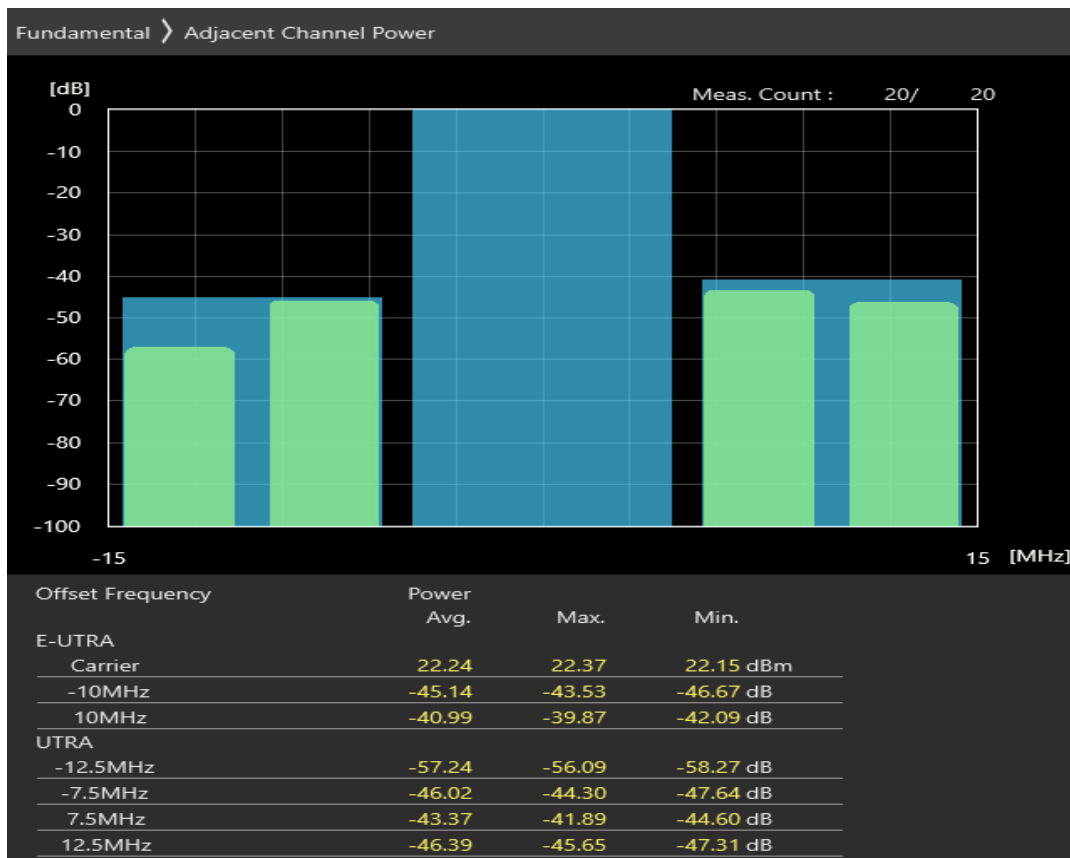 Fundamental 〉 Adjacent Channel Power
[dB]
Meas. Count : 20/ 20
0
-10
-20
-30
-40
-50
-60
-70
-80
-90
-100
-15 15 [MHz]
Offset Frequency Power
Avg. Max. Min.
E-UTRA
Carrier 22.24 22.37 22.15 dBm
-10MHz -45.14 -43.53 -46.67 dB
10MHz -40.99 -39.87 -42.09 dB
UTRA
-12.5MHz -57.24 -56.09 -58.27 dB
-7.5MHz -46.02 -44.30 -47.64 dB
7.5MHz -43.37 -41.89 -44.60 dB
12.5MHz -46.39 -45.65 -47.31 dB